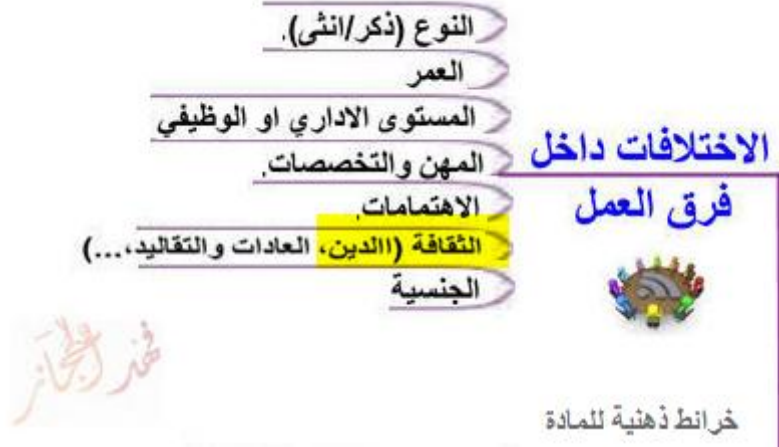 النوع (ذكر/انثى).
العمر
المستوى الاداري او الوظيفي
المهن والتخصصات.
الاهتمامات.
الثقافة (االدين، العادات والتقاليد،...)
الجنسية
الاختلافات داخل
فرق العمل
خرائط ذهنية للمادة